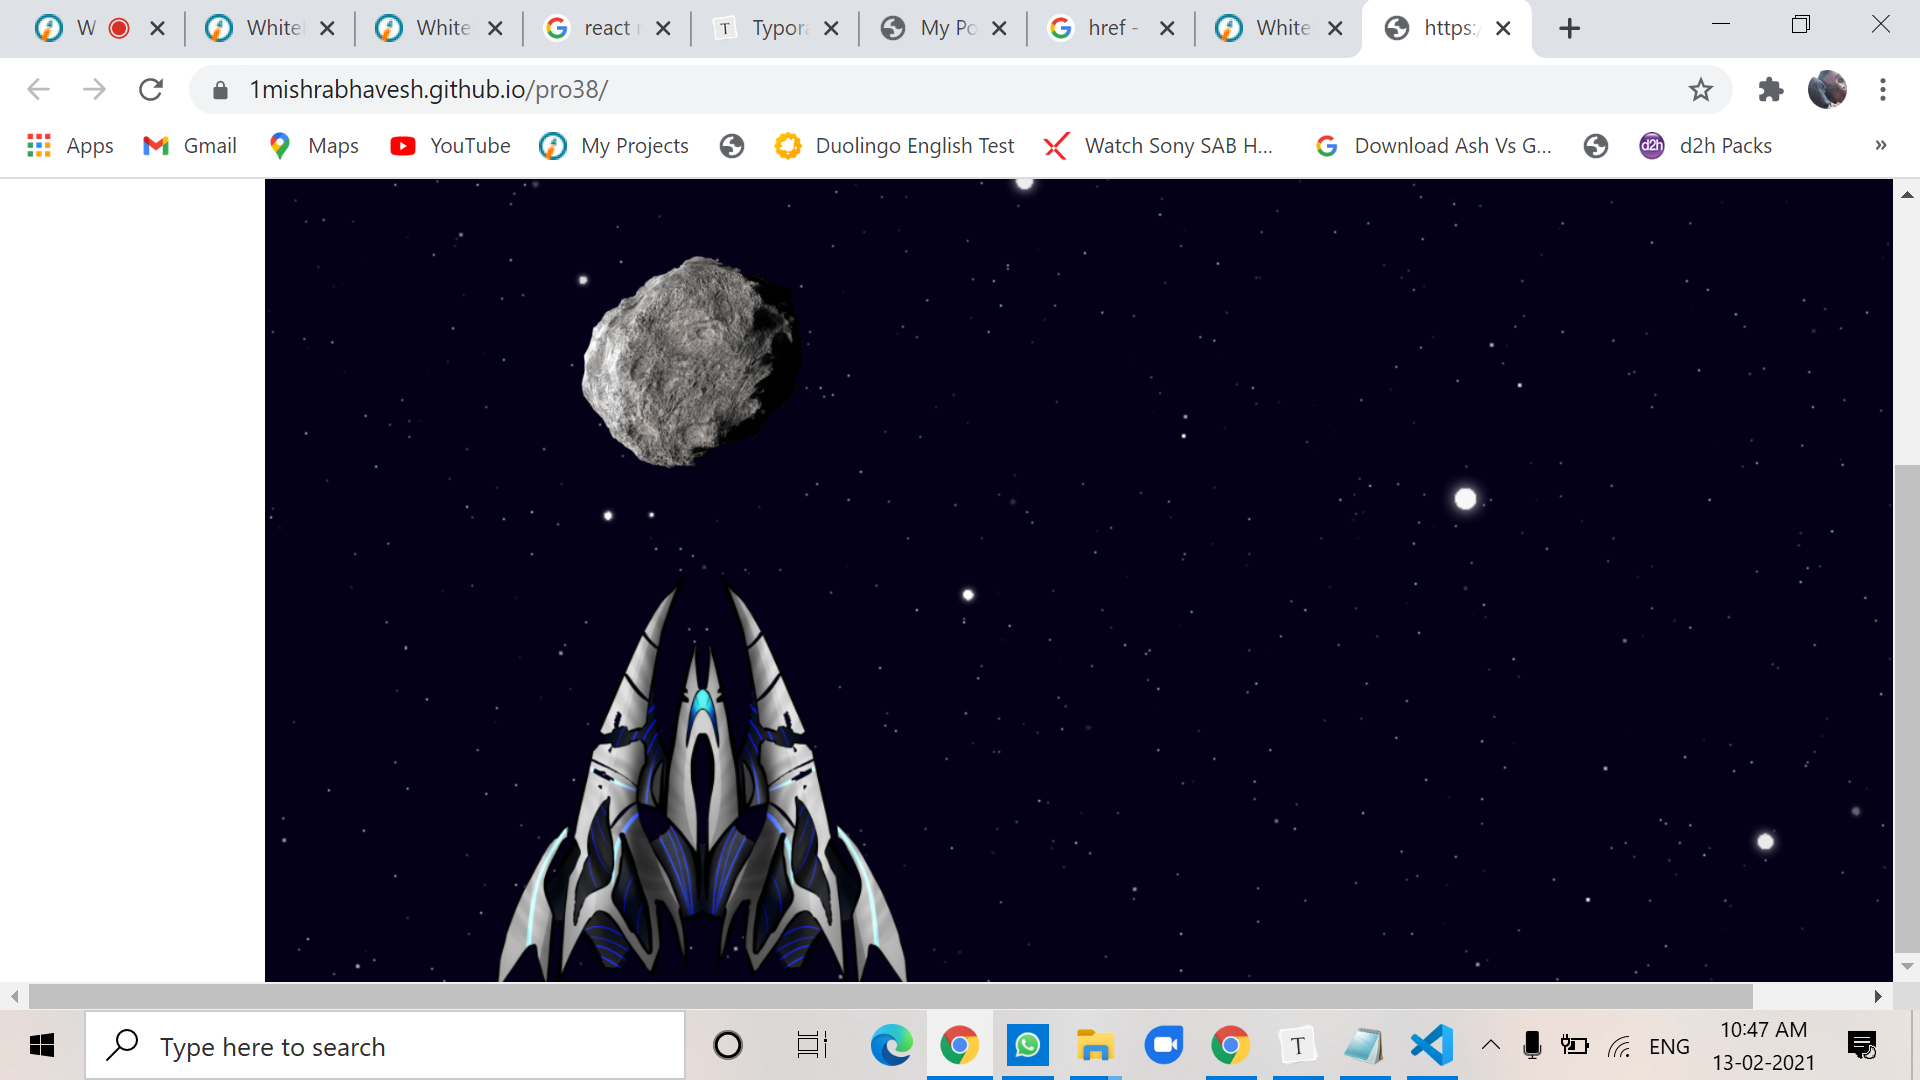 W White White react Typora My Po href - White https:/
1mishrabhavesh.github.io/pro38/
Apps Gmail Maps YouTube My Projects Duolingo English Test Watch Sony SAB H... Download Ash Vs G... d2h d2h Packs »
Type here to search T ENG 10:47 AM
13-02-2021